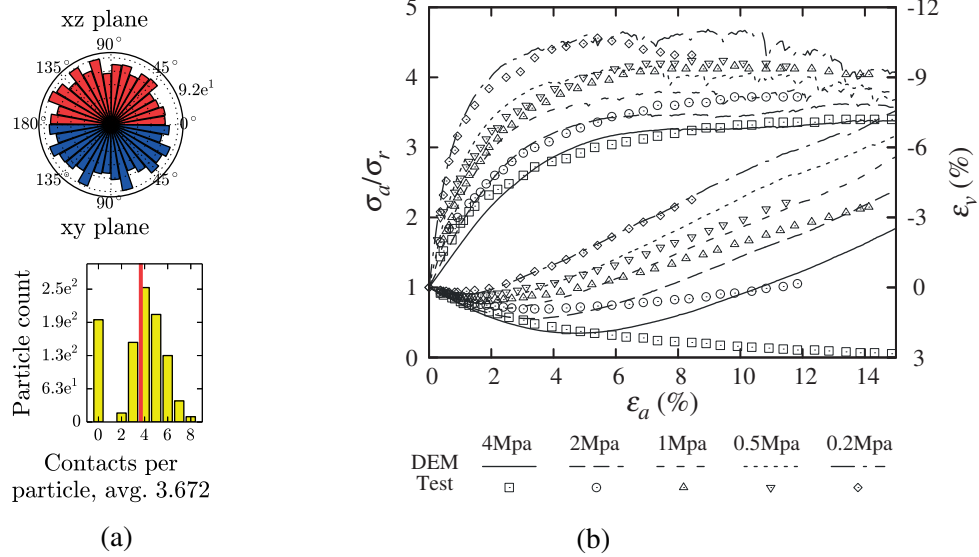 xz plane
90°
135°
45°
9.2e¹
180°
0°
135°
45°
90°
xy plane
Particle count
2.5e²
1.9e²
1.3e²
6.3e¹
0
0 2 4 6 8
Contacts per
particle, avg. 3.672
(a)
5
4
3
2
1
0
σa/σr
-12
-9
-6
-3
0
3
εv (%)
0 2 4 6 8 10 12 14
εa (%)
4Mpa 2Mpa 1Mpa 0.5Mpa 0.2Mpa
DEM
Test
(b)